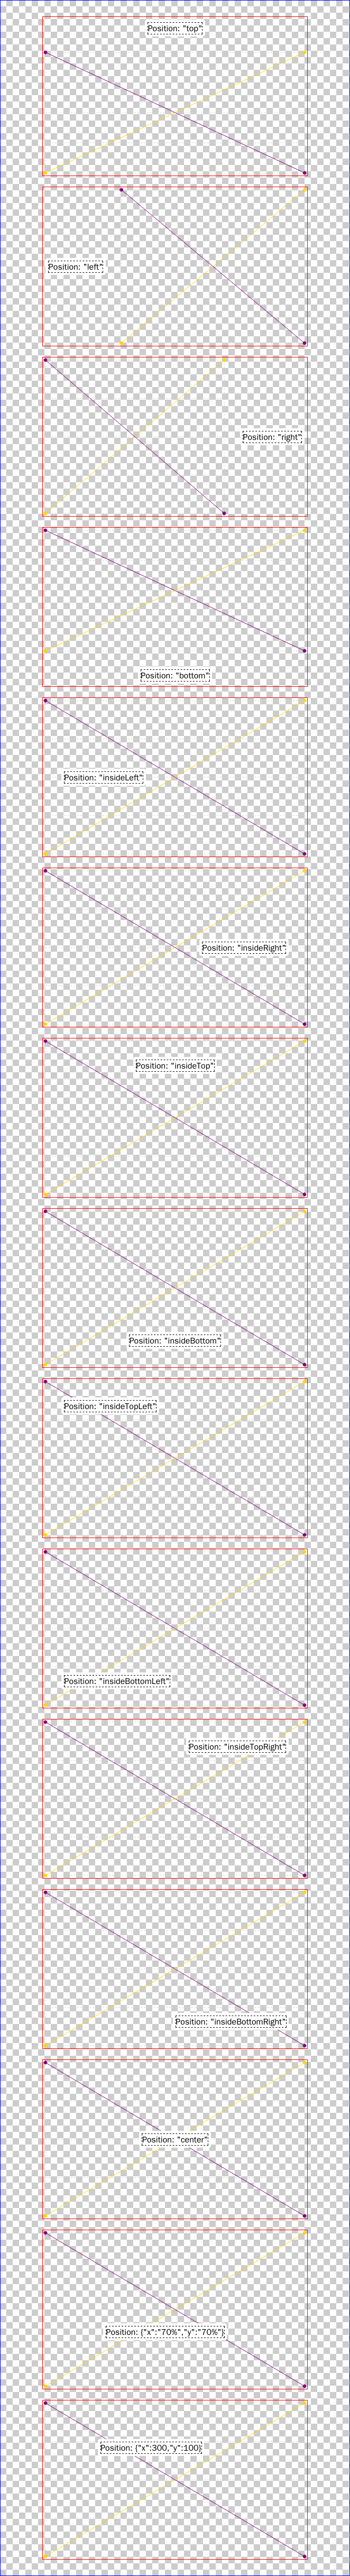 Position: "top"
Position: "left"
Position: "right"
Position: "bottom"
Position: "insideLeft"
Position: "insideRight"
Position: "insideTop"
Position: "insideBottom"
Position: "insideTopLeft"
Position: "insideBottomLeft"
Position: "insideTopRight"
Position: "insideBottomRight"
Position: "center"
Position: {"x":"70%","y":"70%"}
Position: {"x":300,"y":100}